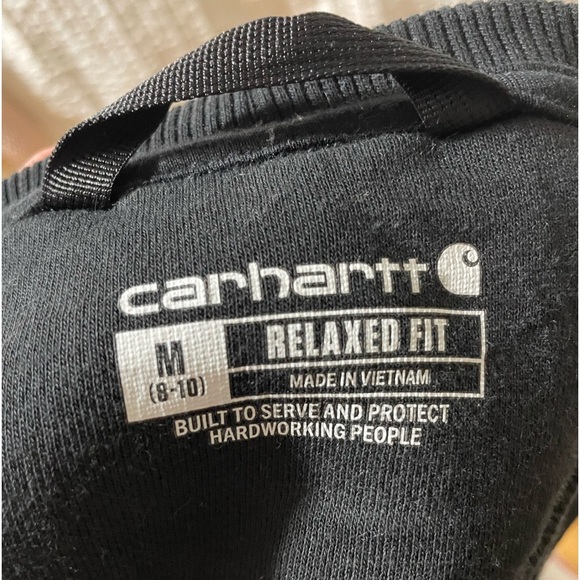 carhartt
M
(8-10)
RELAXED FIT
MADE IN VIETNAM
BUILT TO SERVE AND PROTECT
HARDWORKING PEOPLE